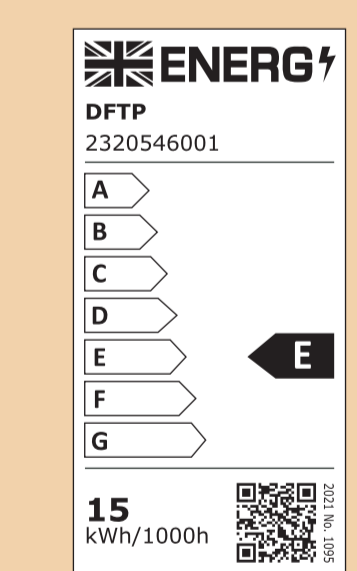 ENERG
DFTP
2320546001
A
B
C
D
E
E
F
G
15
kWh/1000h
2021 No. 1095